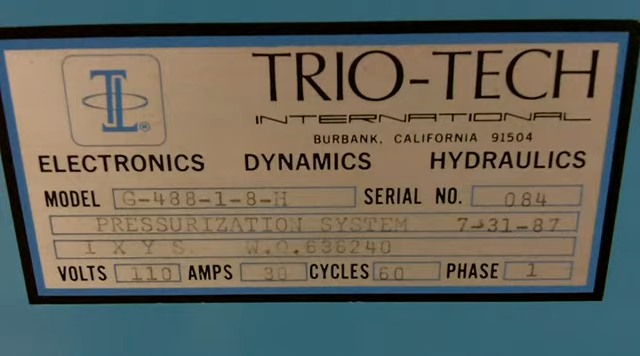 TRIO-TECH
INTERNATIONAL
BURBANK, CALIFORNIA 91504
ELECTRONICS DYNAMICS HYDRAULICS
MODEL G-488-1-8-H SERIAL NO. 084
PRESSURIZATION SYSTEM 7-31-87
I X Y S. W.O.636240
VOLTS 110 AMPS 30 CYCLES 60 PHASE 1